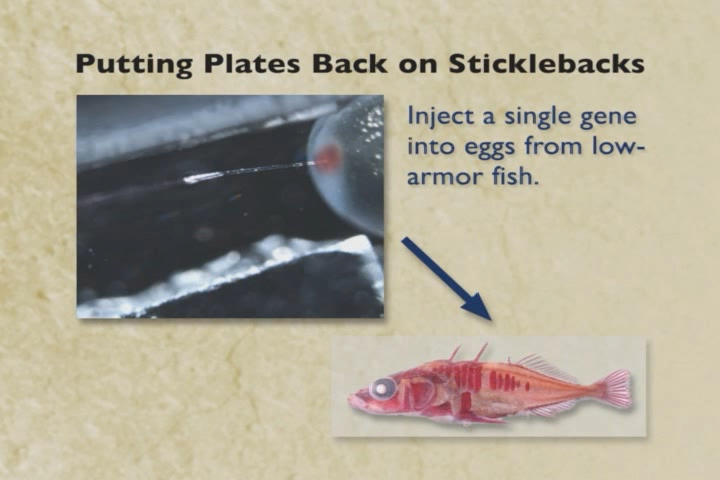 Putting Plates Back on Sticklebacks
Inject a single gene
into eggs from low-
armor fish.